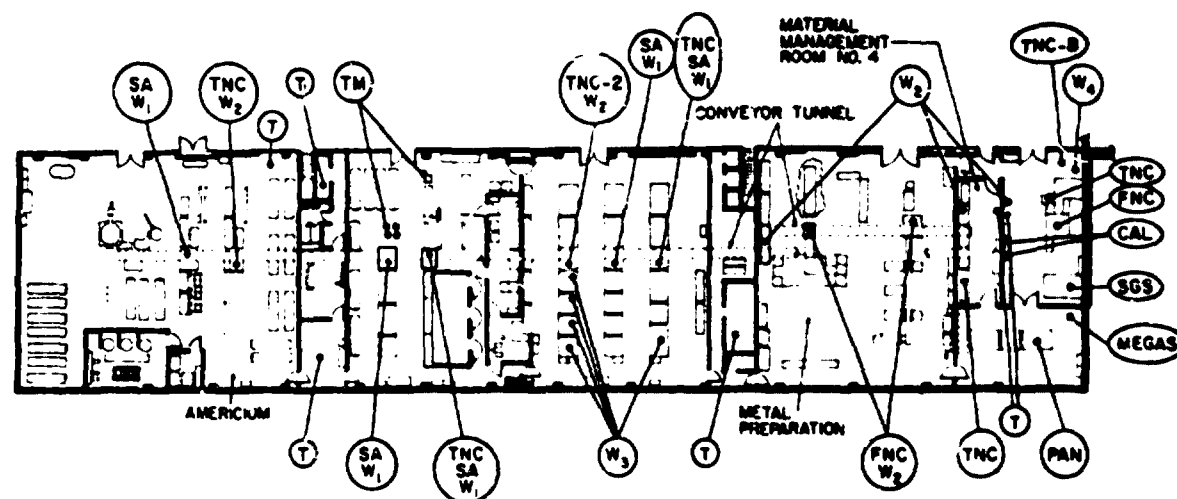 MATERIAL
MANAGEMENT
ROOM NO. 4
TNC-B
SA
W₁
TNC
SA
W₁
SA
W₁
TNC
W₂
T
T
TM
TNC-2
W₂
W₂
W₄
CONVEYOR TUNNEL
TNC
FNC
CAL
SGS
MEGAS
AMERICIUM
METAL
PREPARATION
T
SA
W₁
TNC
SA
W₁
W₃
T
FNC
W₂
TNC
T
PAN